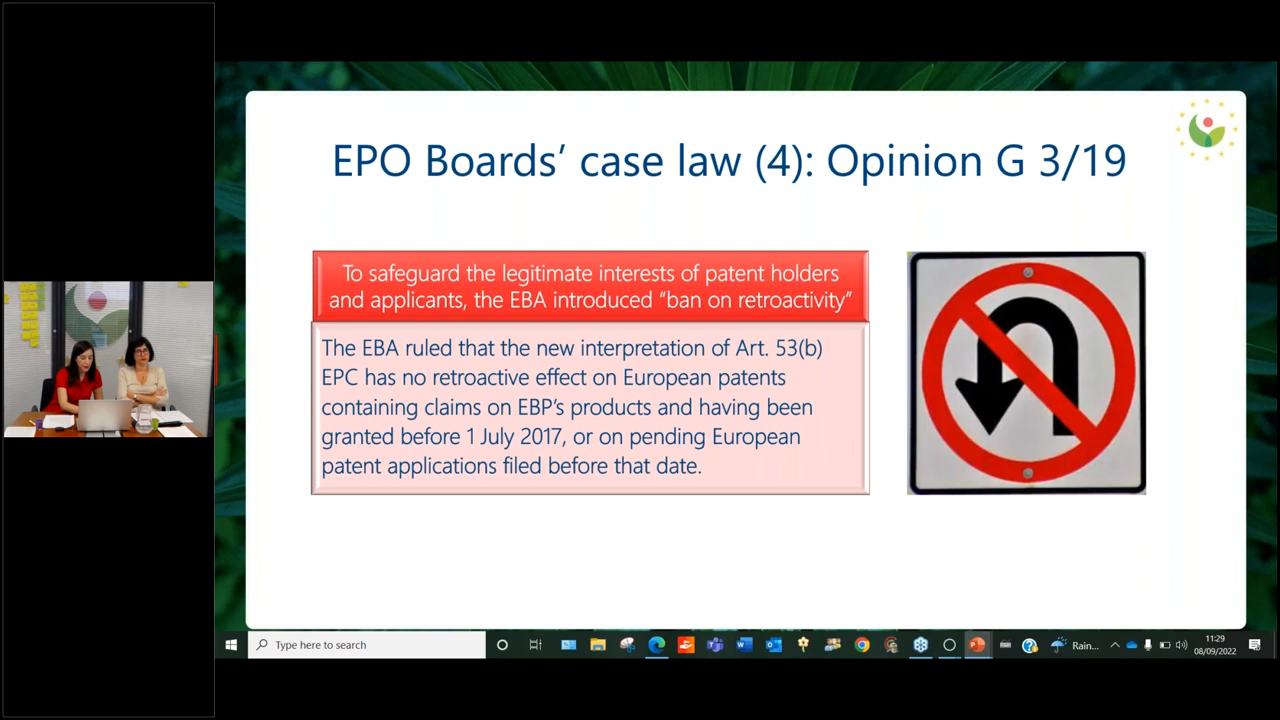 EPO Boards’ case law (4): Opinion G 3/19
To safeguard the legitimate interests of patent holders
and applicants, the EBA introduced “ban on retroactivity”
The EBA ruled that the new interpretation of Art. 53(b)
EPC has no retroactive effect on European patents
containing claims on EBP’s products and having been
granted before 1 July 2017, or on pending European
patent applications filed before that date.
Type here to search
Rain...
11:29
08/09/2022